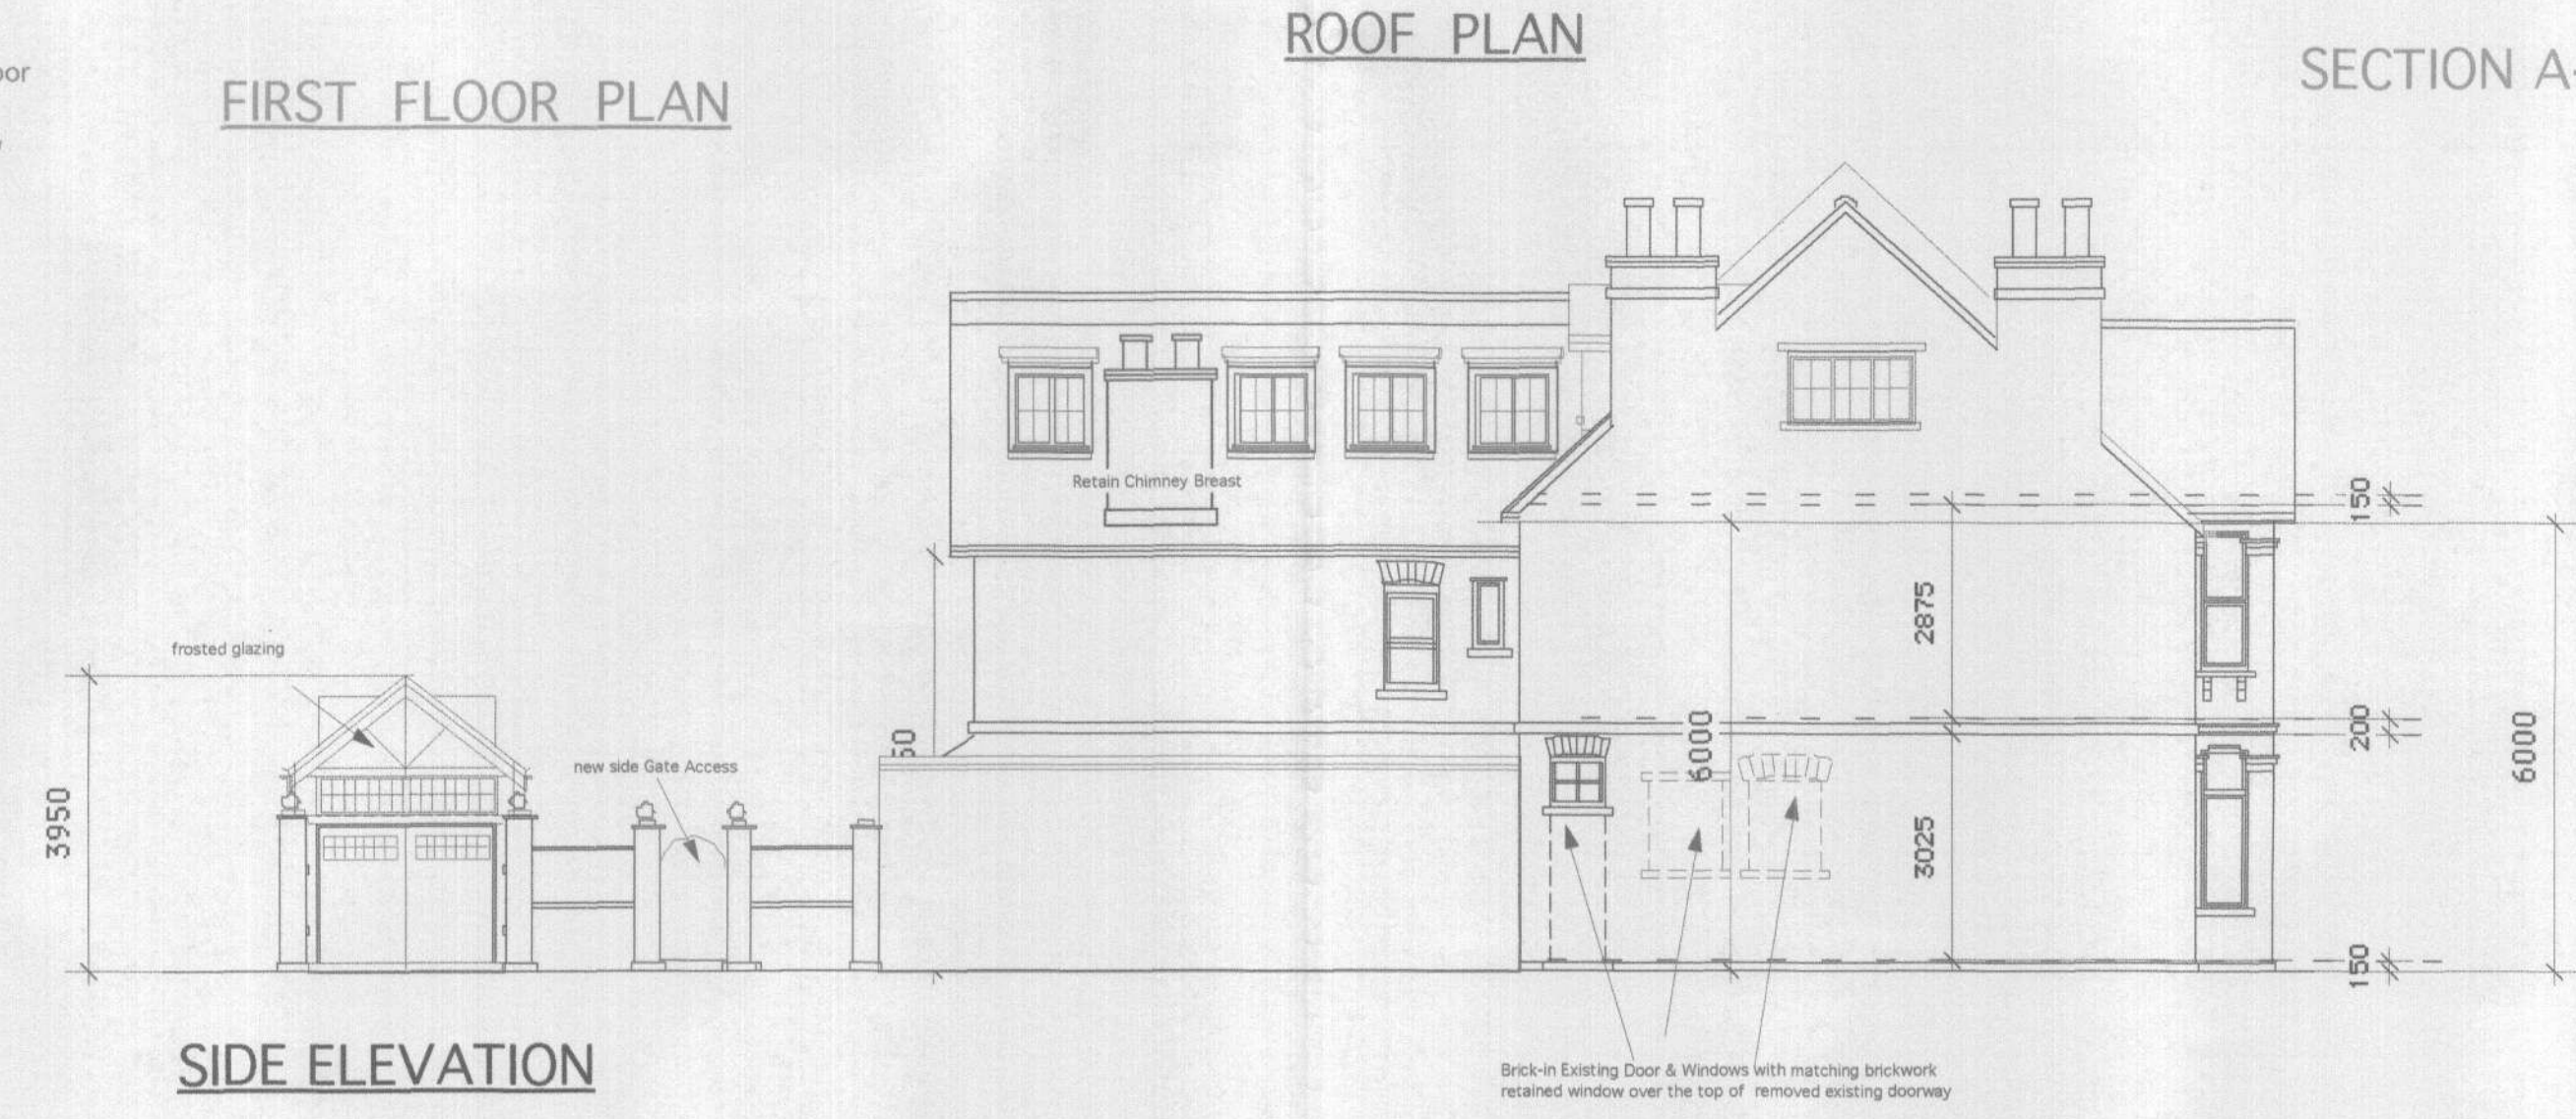 ROOF PLAN
FIRST FLOOR PLAN
SECTION A-
oor
Retain Chimney Breast
150
2875
frosted glazing
3950
new side Gate Access
50
6000
200
6000
3025
150
SIDE ELEVATION
Brick-in Existing Door & Windows with matching brickwork
retained window over the top of removed existing doorway